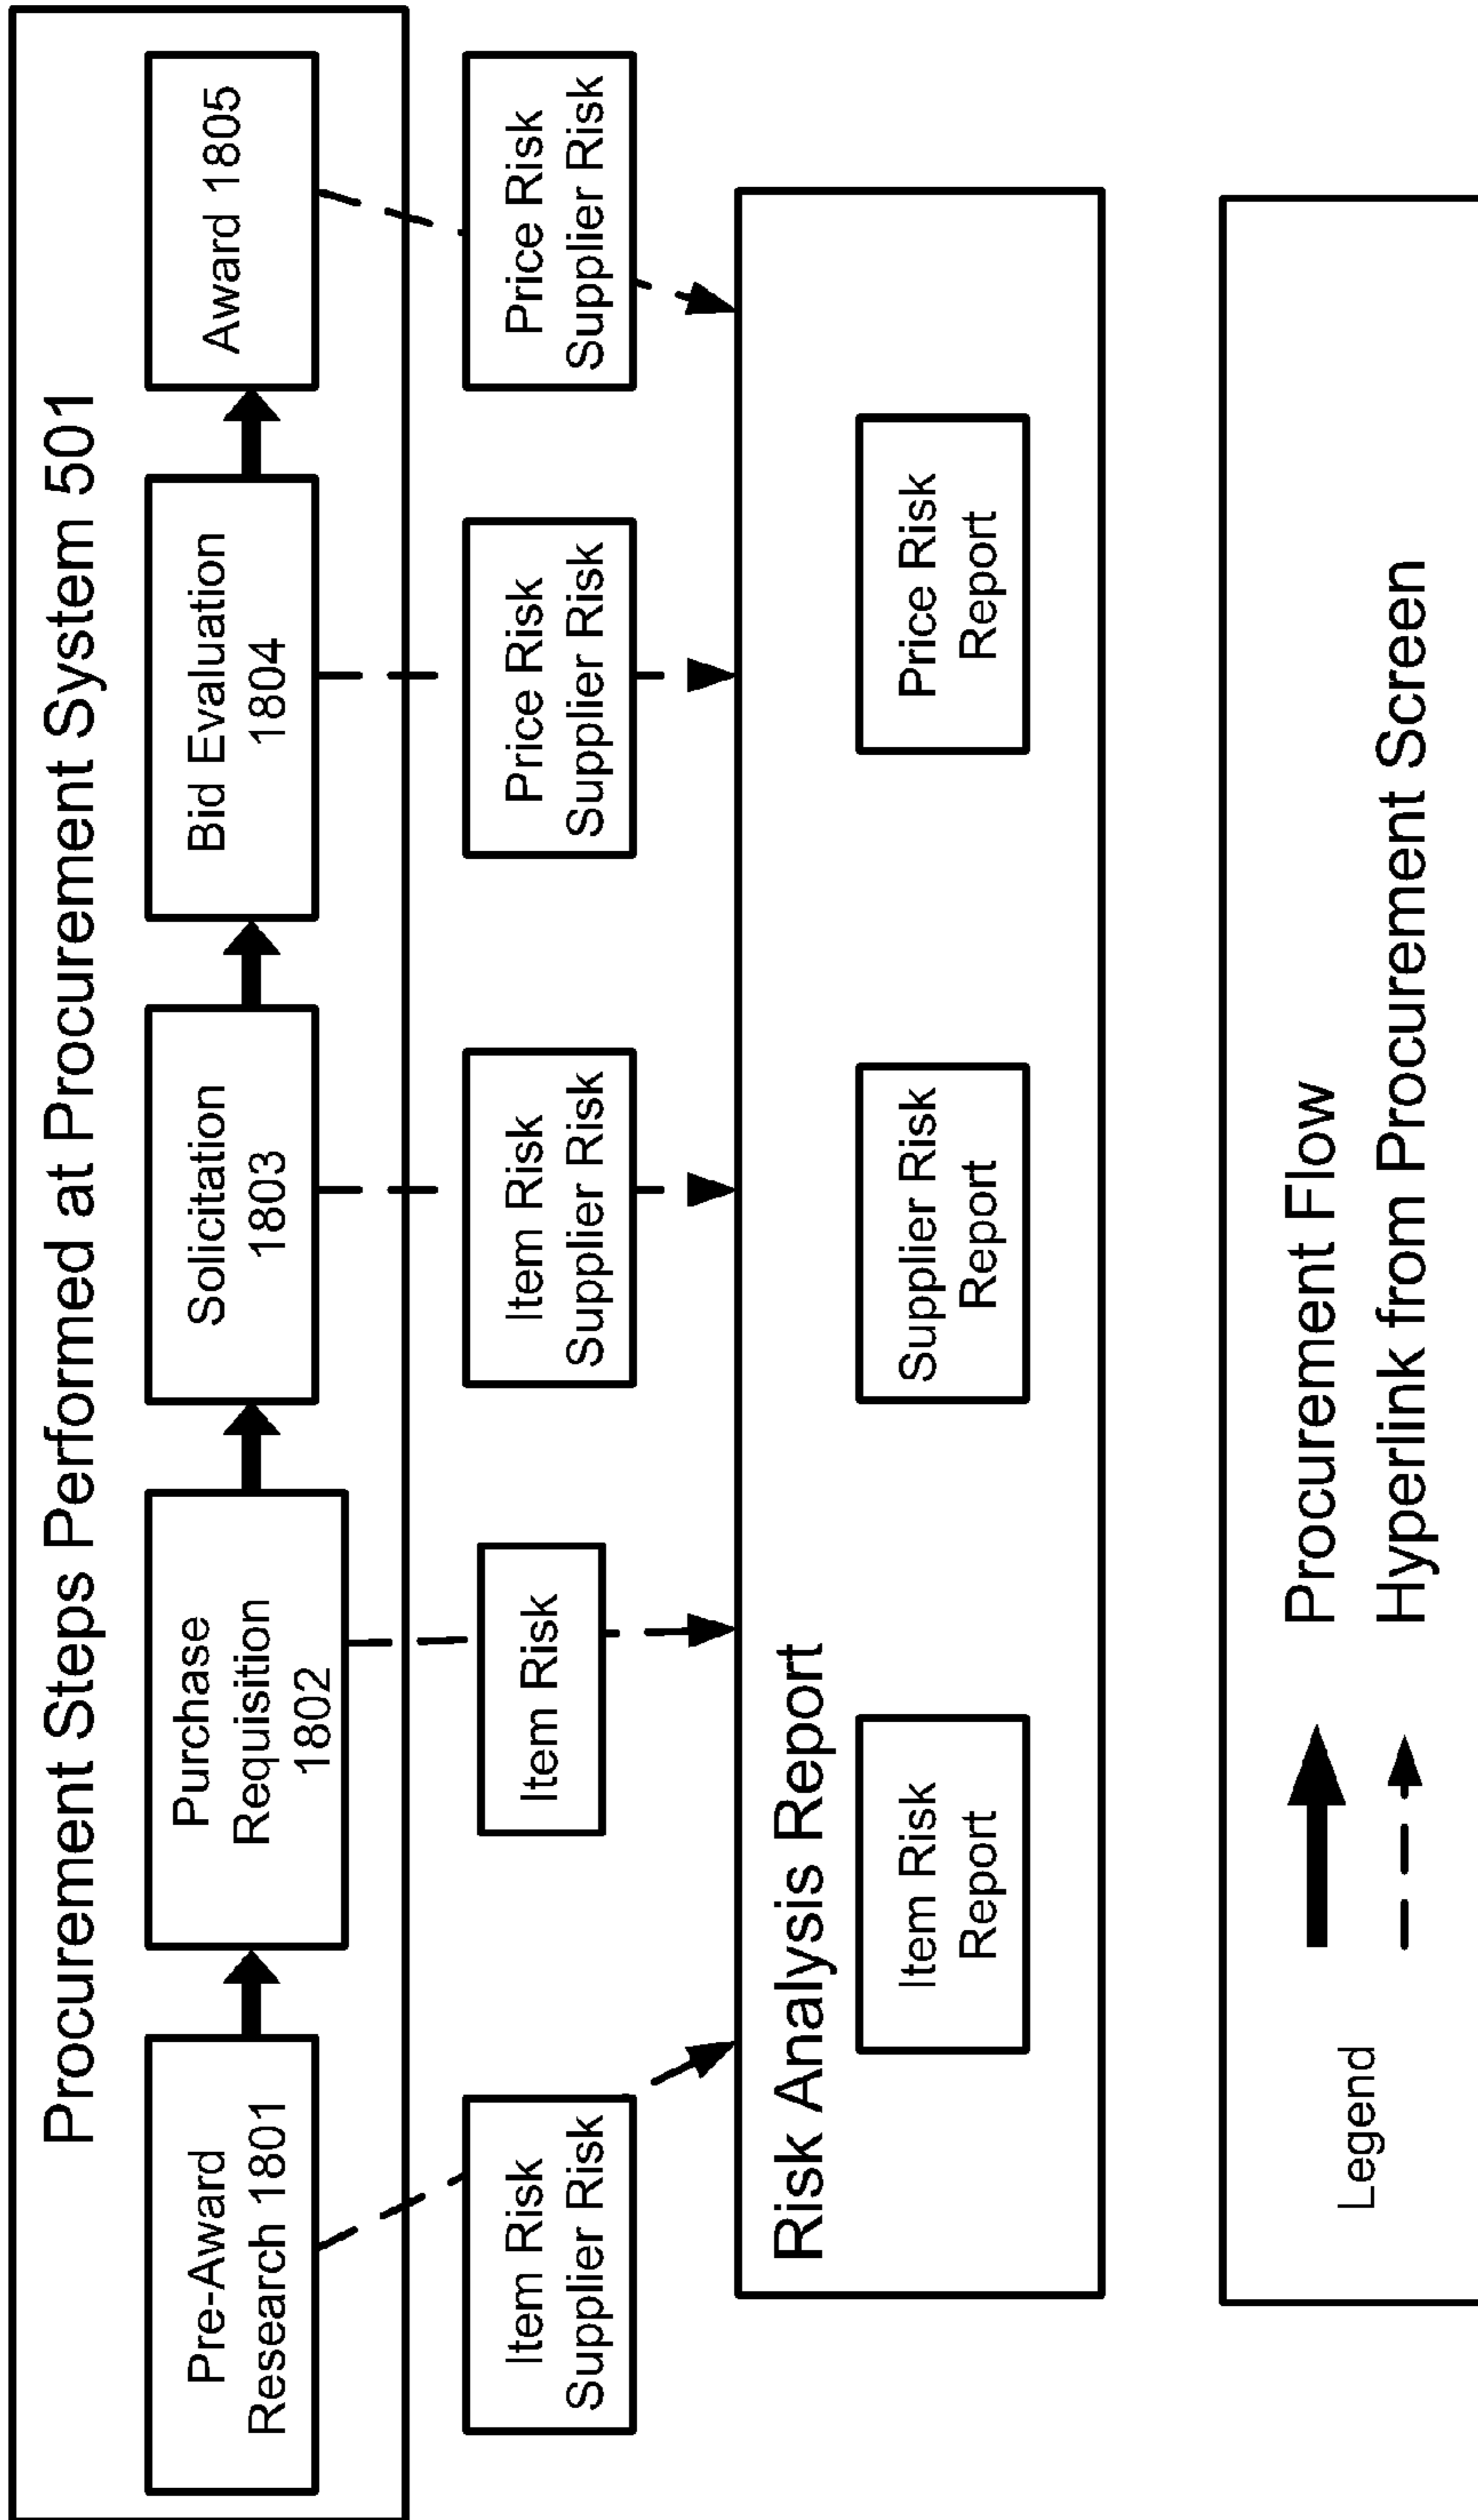 Procurement Steps Performed at Procurement System 501
Pre-Award
Research 1801
Purchase
Requisition
1802
Solicitation
1803
Bid Evaluation
1804
Award 1805
Item Risk
Supplier Risk
Item Risk
Item Risk
Supplier Risk
Price Risk
Supplier Risk
Price Risk
Supplier Risk
Risk Analysis Report
Item Risk
Report
Supplier Risk
Report
Price Risk
Report
Legend
Procurement Flow
Hyperlink from Procurement Screen